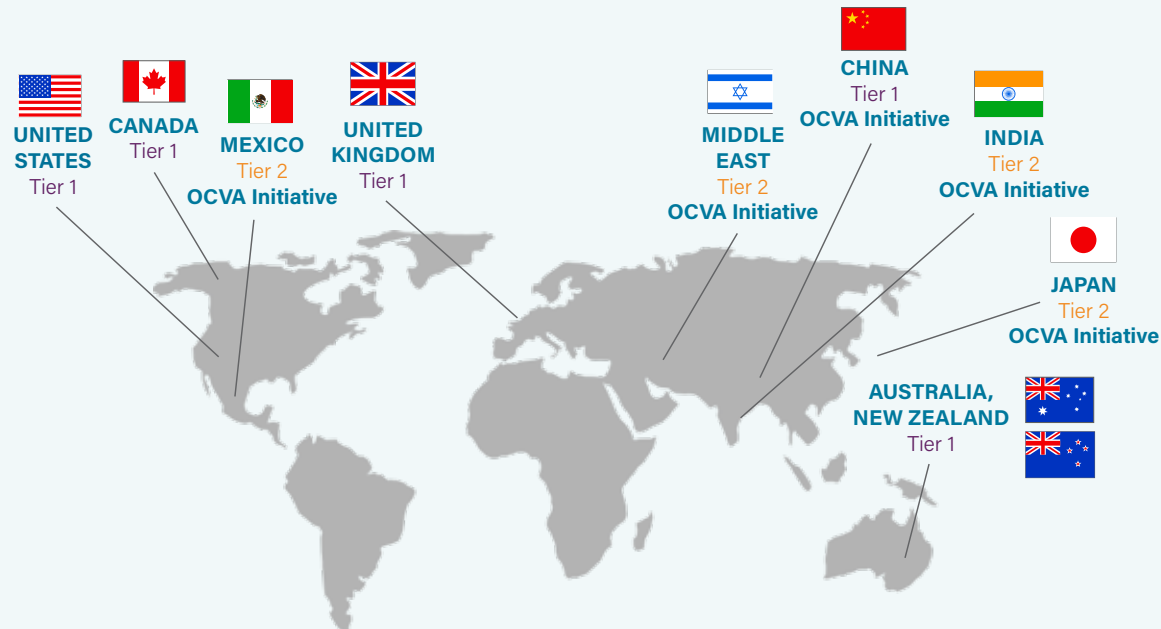 UNITED
STATES
Tier 1
CANADA
Tier 1
MEXICO
Tier 2
OCVA Initiative
UNITED
KINGDOM
Tier 1
MIDDLE
EAST
Tier 2
OCVA Initiative
CHINA
Tier 1
OCVA Initiative
INDIA
Tier 2
OCVA Initiative
JAPAN
Tier 2
OCVA Initiative
AUSTRALIA,
NEW ZEALAND
Tier 1